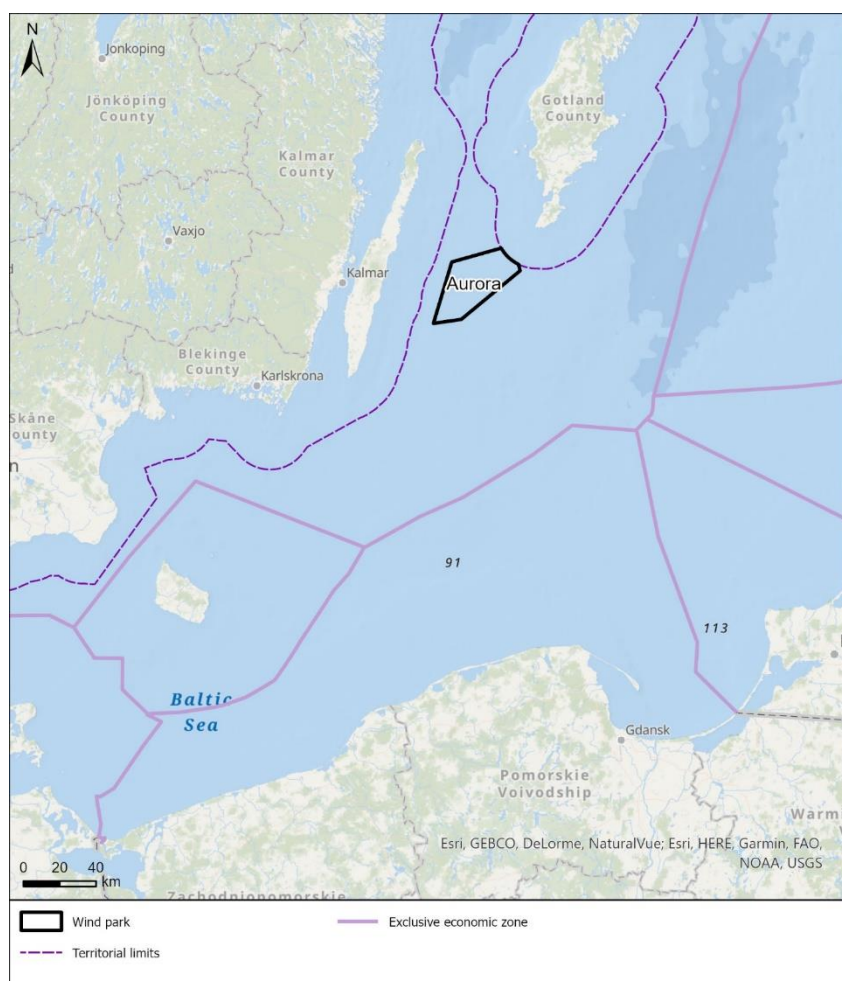 N
Jonkoping
Jönköping
County
Gotland
County
Kalmar
County
Vaxjo
Kalmar
Aurora
Blekinge
County
Karlskrona
Skåne
ounty
n
91
113
Baltic
Sea
Gdansk
Pomorskie
Voivodship
Warm
V
Esri, GEBCO, DeLorme, NaturalVue; Esri, HERE, Garmin, FAO,
NOAA, USGS
0 20 40
km
Zachodniopomorskie
Wind park
Exclusive economic zone
Territorial limits